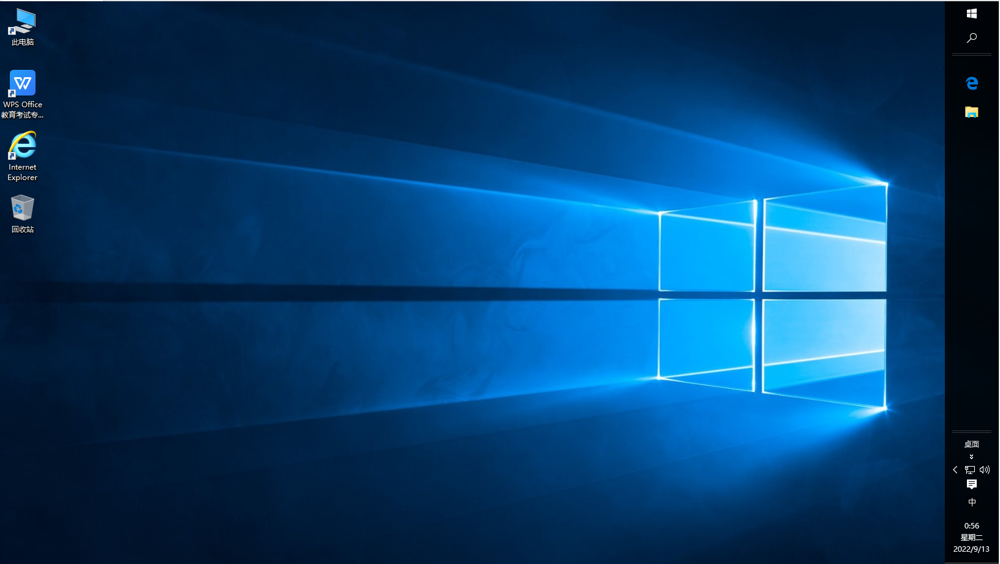 此电脑
WPS Office
教育考试专...
Internet
Explorer
回收站
桌面
中
0:56
星期二
2022/9/13